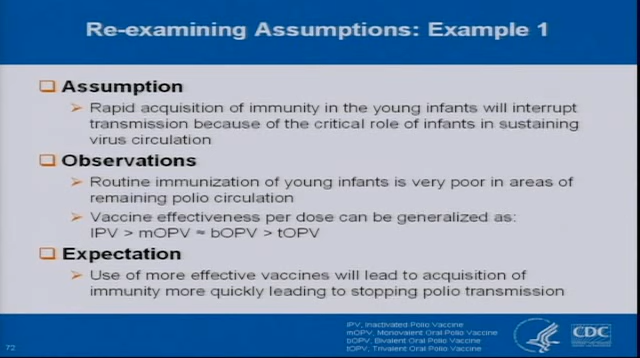 Re-examining Assumptions: Example 1
Assumption
Rapid acquisition of immunity in the young infants will interrupt
transmission because of the critical role of infants in sustaining
virus circulation
Observations
Routine immunization of young infants is very poor in areas of
remaining polio circulation
Vaccine effectiveness per dose can be generalized as:
IPV > mOPV ≈ bOPV > tOPV
Expectation
Use of more effective vaccines will lead to acquisition of
immunity more quickly leading to stopping polio transmission
IPV, Inactivated Polio Vaccine
mOPV, Monovalent Oral Polio Vaccine
bOPV, Bivalent Oral Polio Vaccine
tOPV, Trivalent Oral Polio Vaccine
72
CDC